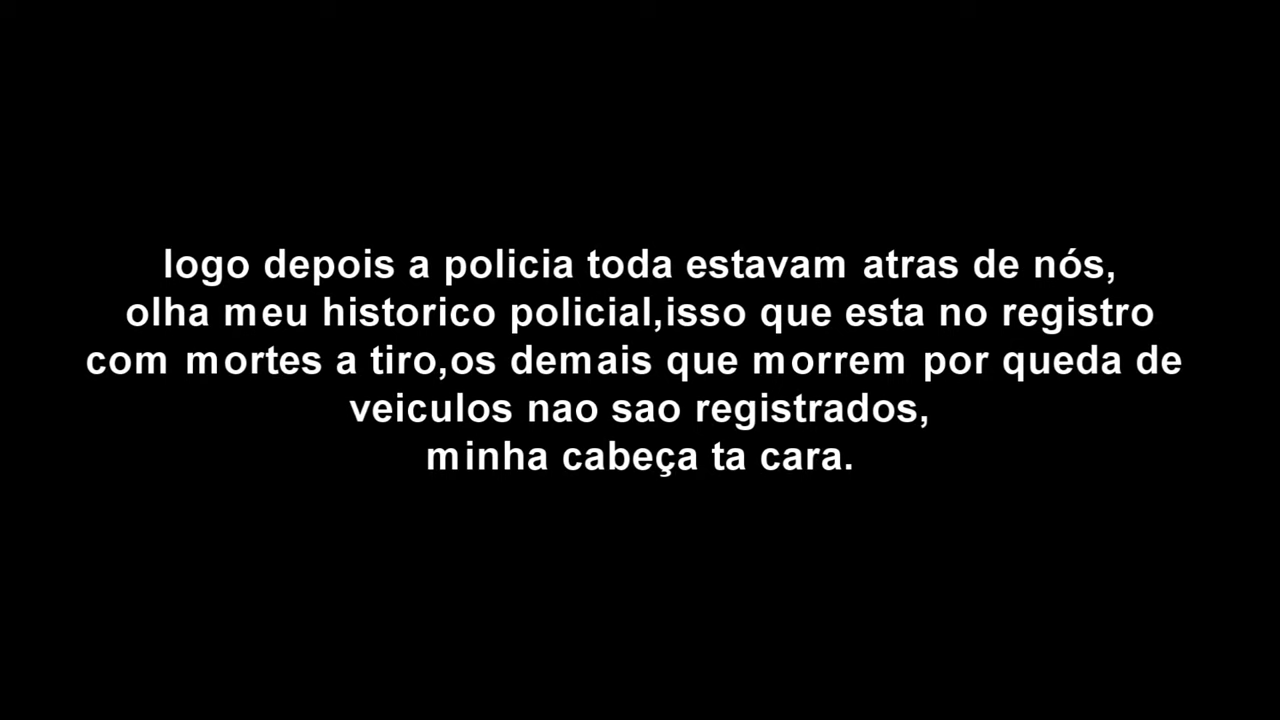 logo depois a policia toda estavam atras de nós,
olha meu historico policial,isso que esta no registro
com mortes a tiro,os demais que morrem por queda de
veiculos nao sao registrados,
minha cabeça ta cara.